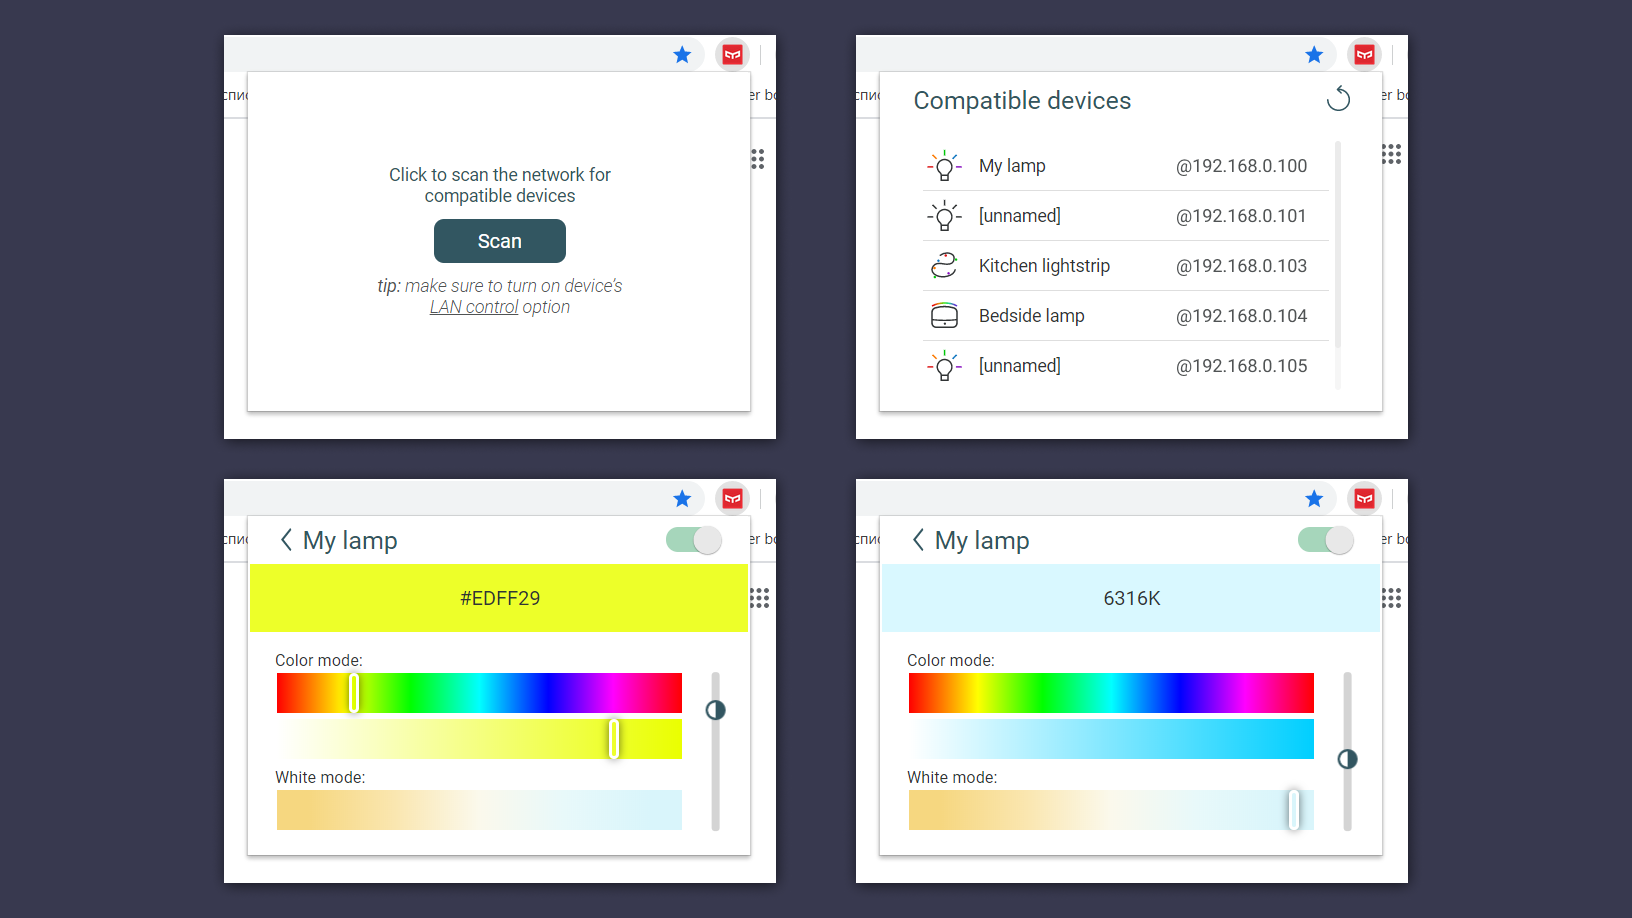 спис
er bo
Click to scan the network for
compatible devices
Scan
tip: make sure to turn on device's
LAN control option
спис
er bo
Compatible devices
My lamp @192.168.0.100
[unnamed] @192.168.0.101
Kitchen lightstrip @192.168.0.103
Bedside lamp @192.168.0.104
[unnamed] @192.168.0.105
спис
er bo
My lamp
#EDFF29
Color mode:
White mode:
спис
er bo
My lamp
6316K
Color mode:
White mode: